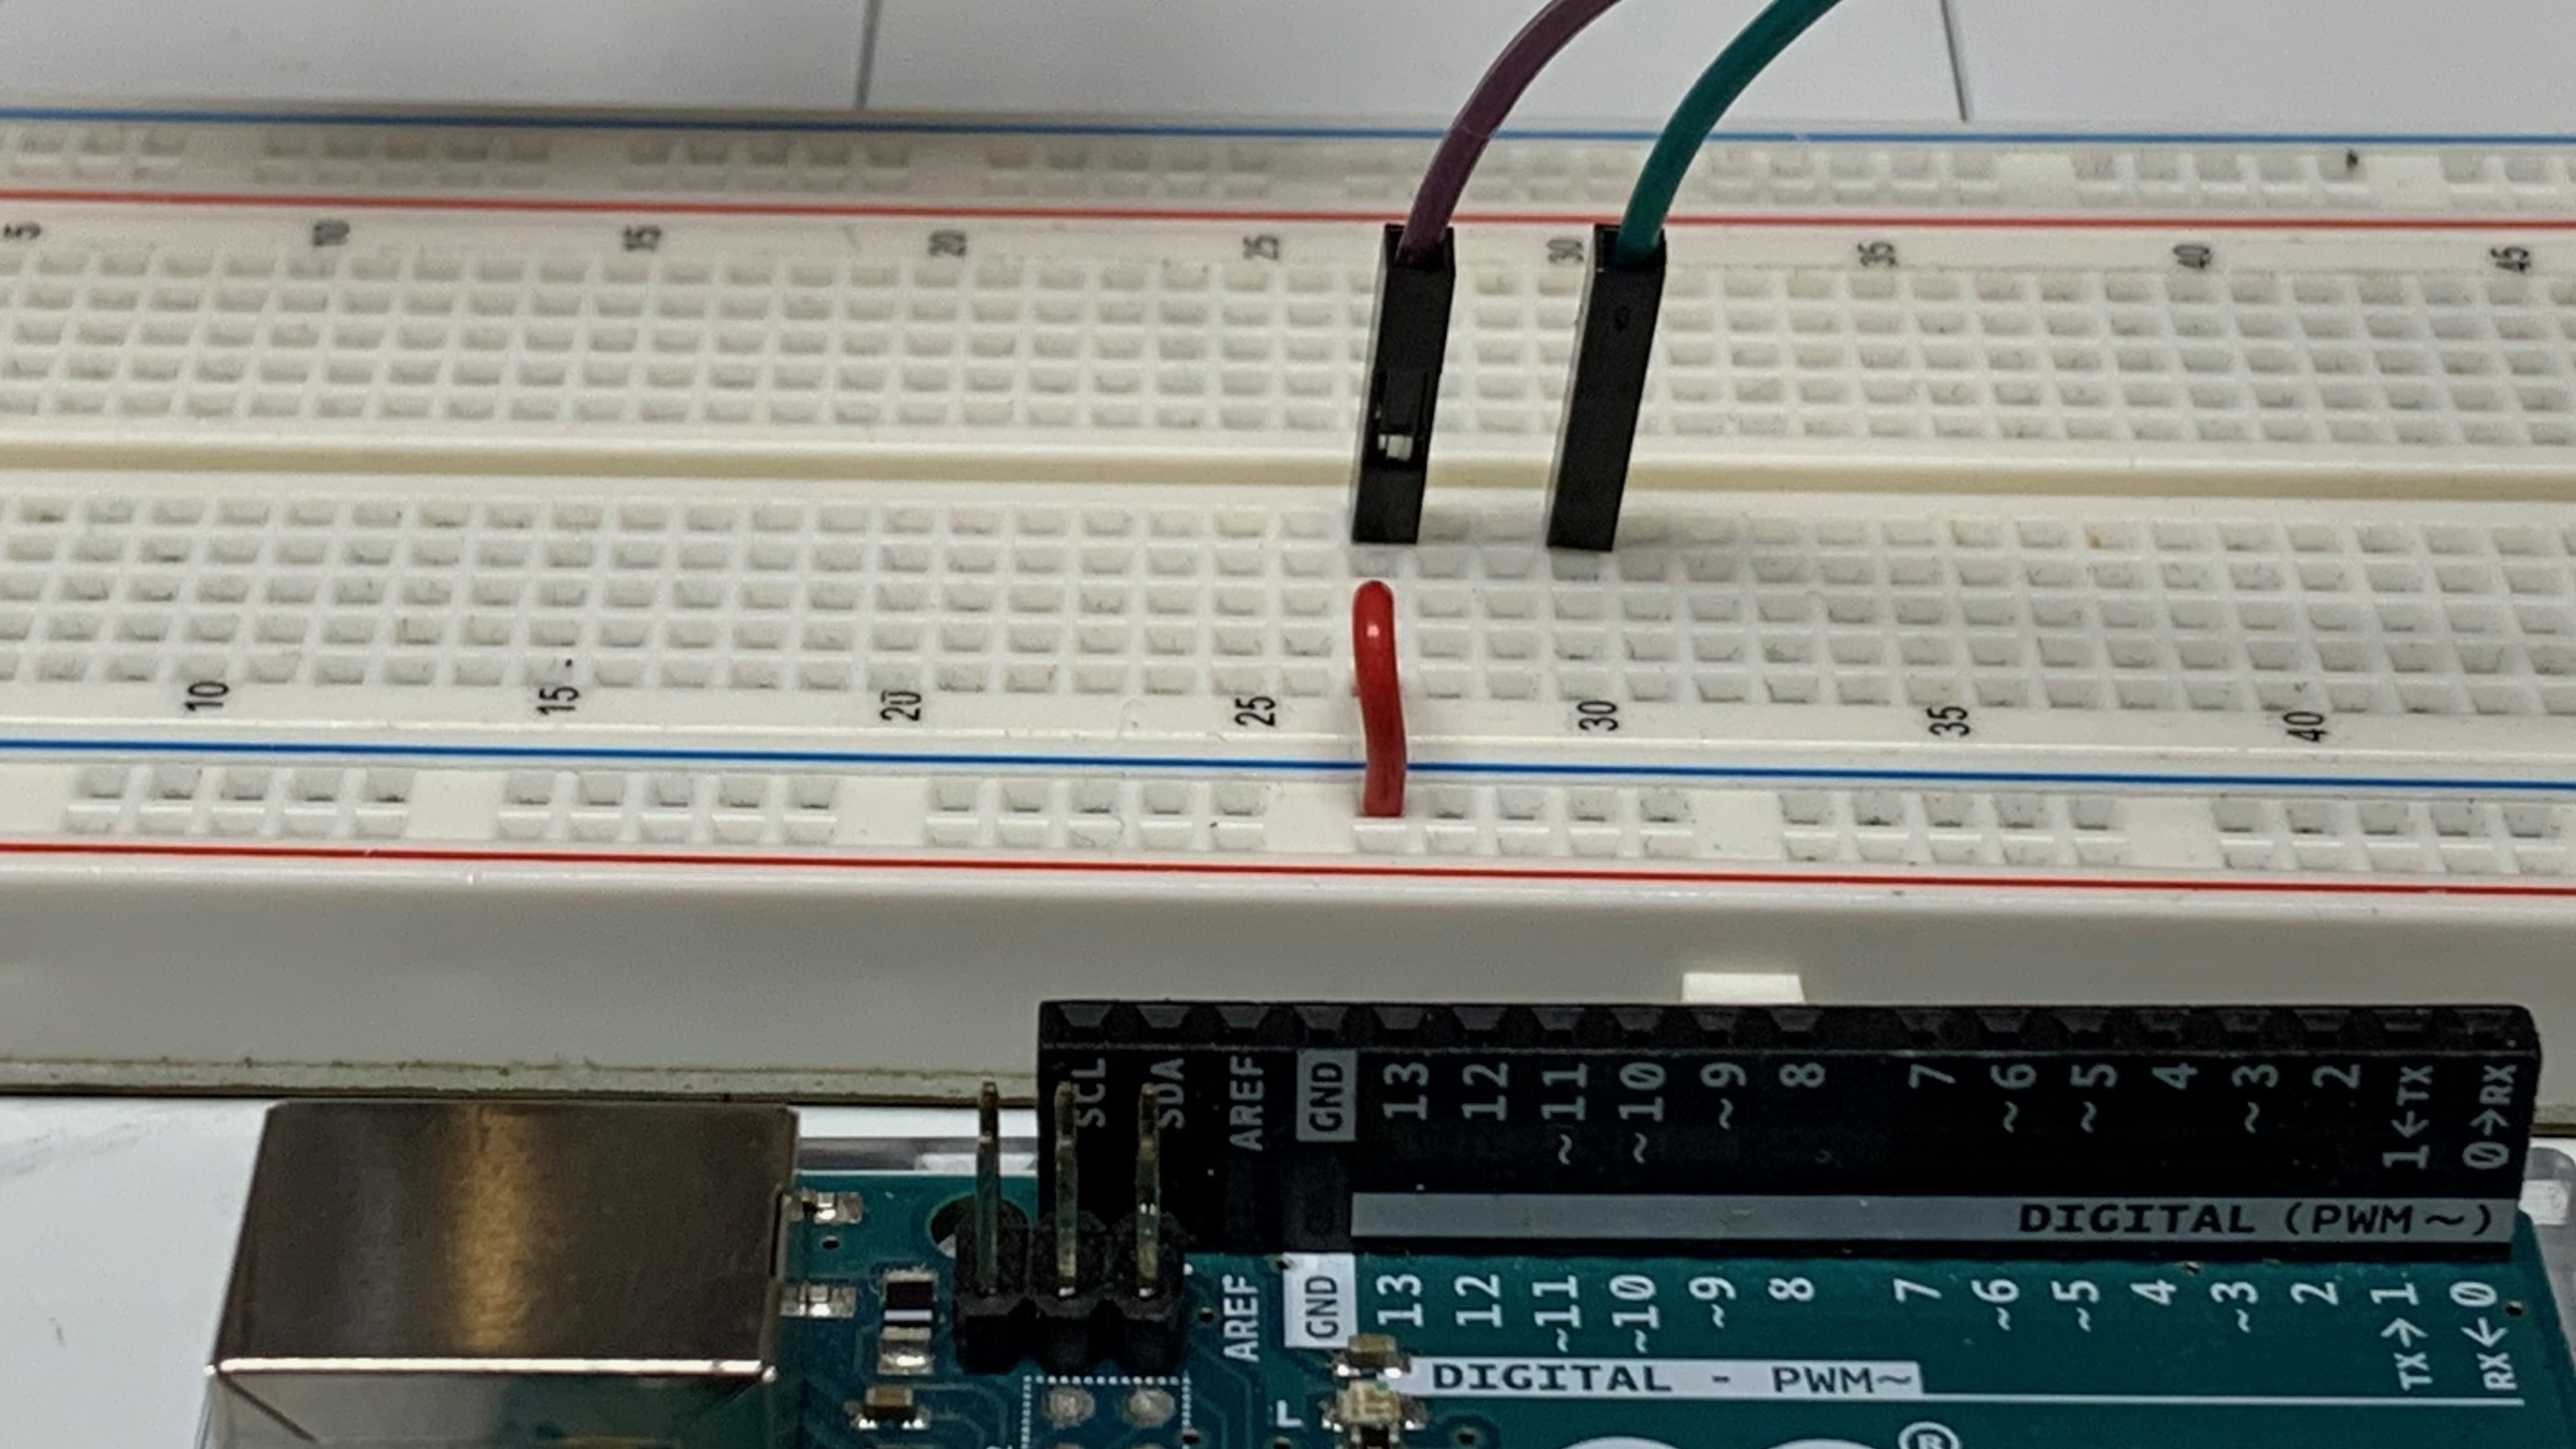 5 10 15 20 25 30 35 40 45
10 15 20 25 30 35 40
SCL SDA AREF GND 13 12 ~11 ~10 ~9 8 7 ~6 ~5 4 ~3 2 1←TX 0→RX
DIGITAL (PWM~)
AREF GND 13 12 ~11 ~10 ~9 8 7 ~6 ~5 4 ~3 2 TX→1 RX←0
DIGITAL - PWM~
L
®